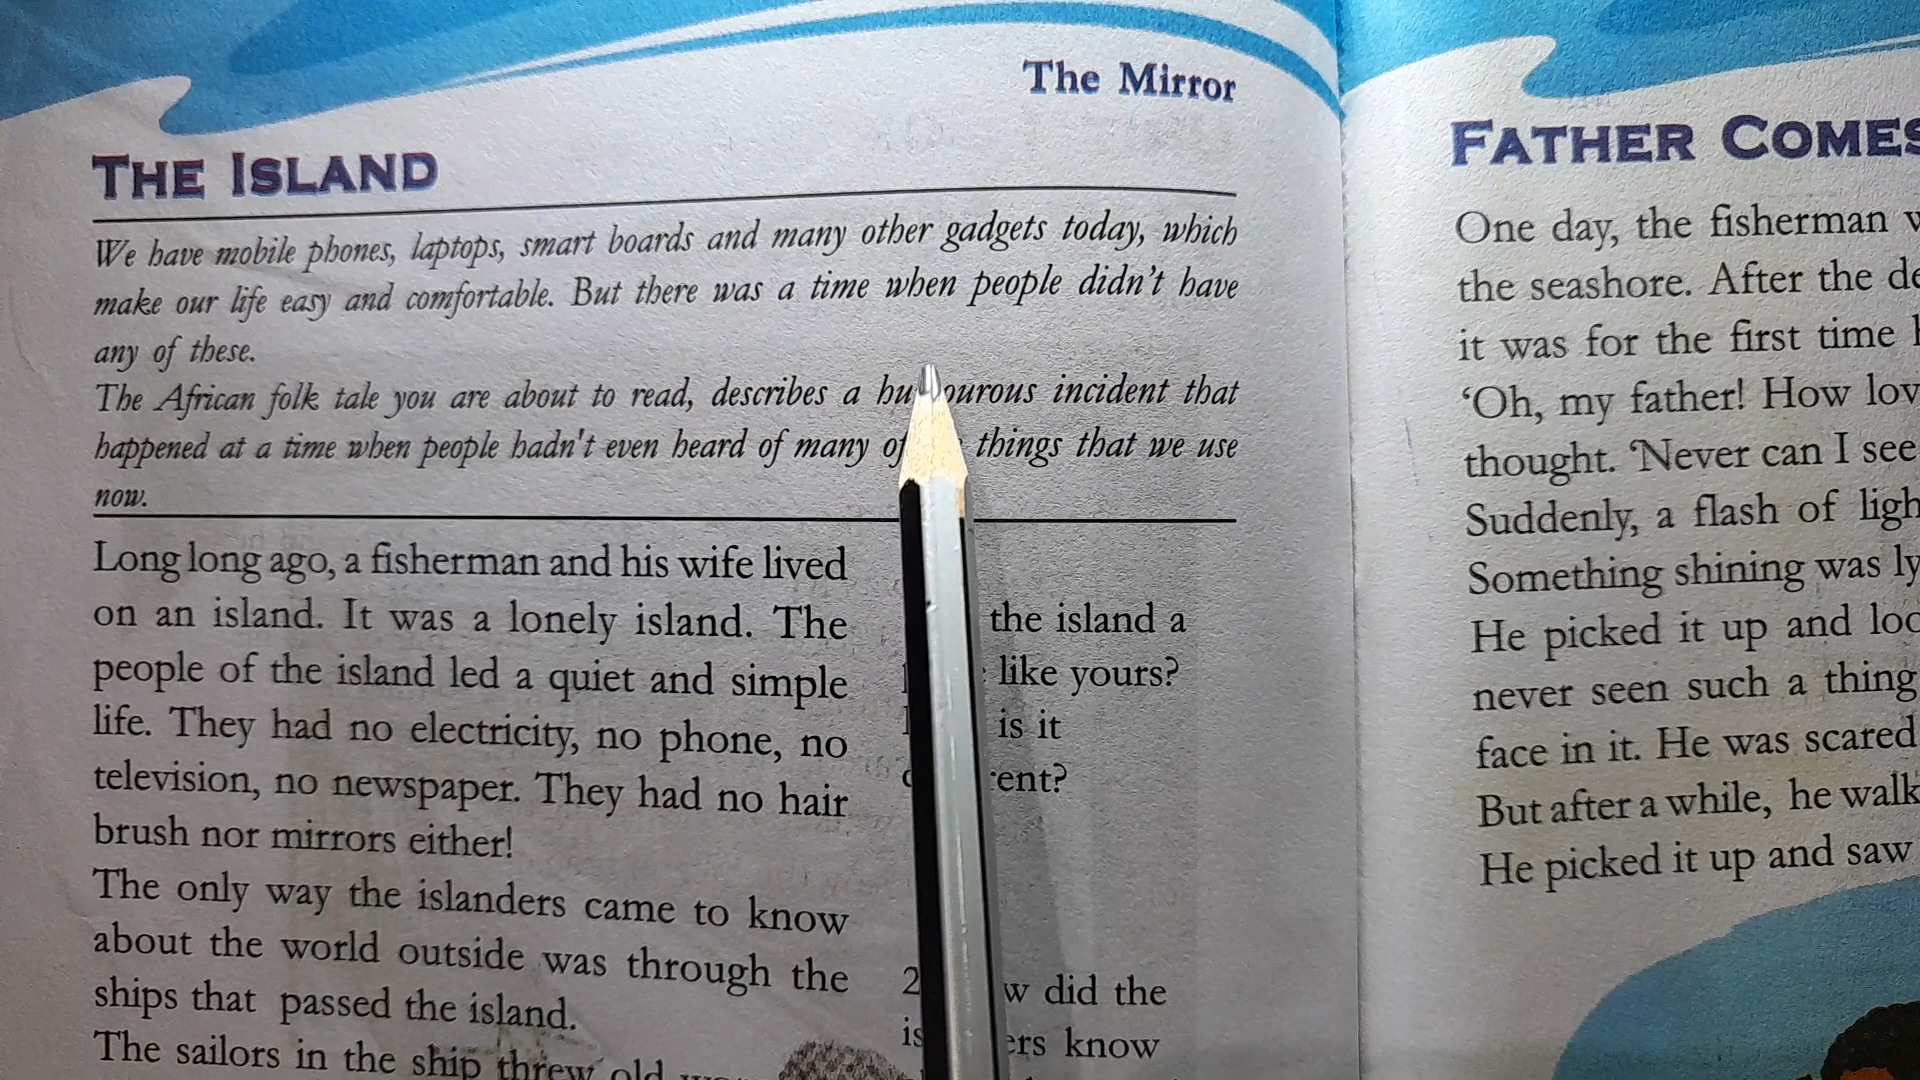 The Mirror
THE ISLAND
We have mobile phones, laptops, smart boards and many other gadgets today, which
make our life easy and comfortable. But there was a time when people didn't have
any of these.
The African folk tale you are about to read, describes a incident that
happened at a time when people hadn't even heard of many things that we use
now.
Long long ago, a fisherman and his wife lived
on an island. It was a lonely island. The
people of the island led a quiet and simple
life. They had no electricity, no phone, no
television, no newspaper. They had no hair
brush nor mirrors either!
The only way the islanders came to know
about the world outside was through the
ships that passed the island.
The sailors in the ship threw old
the island a
like yours?
is it
2 did the
know
FATHER COMES
One day, the fisherman
the seashore. After the
it was for the first time
'Oh, my father! How
thought. 'Never can I see
Suddenly, a flash of
Something shining was
He picked it up and
never seen such a thing
face in it. He was scared
But after a while, he
He picked it up and saw